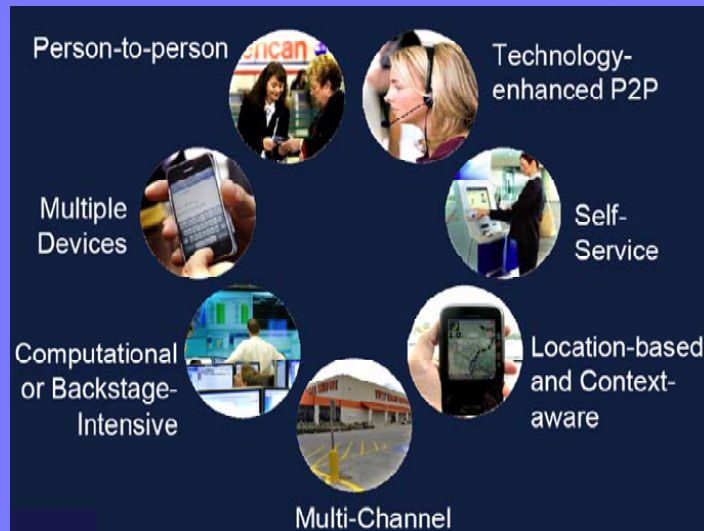 Person-to-person
erican
Technology-
enhanced P2P
Multiple
Devices
Self-
Service
Computational
or Backstage-
Intensive
Location-based
and Context-
aware
Multi-Channel